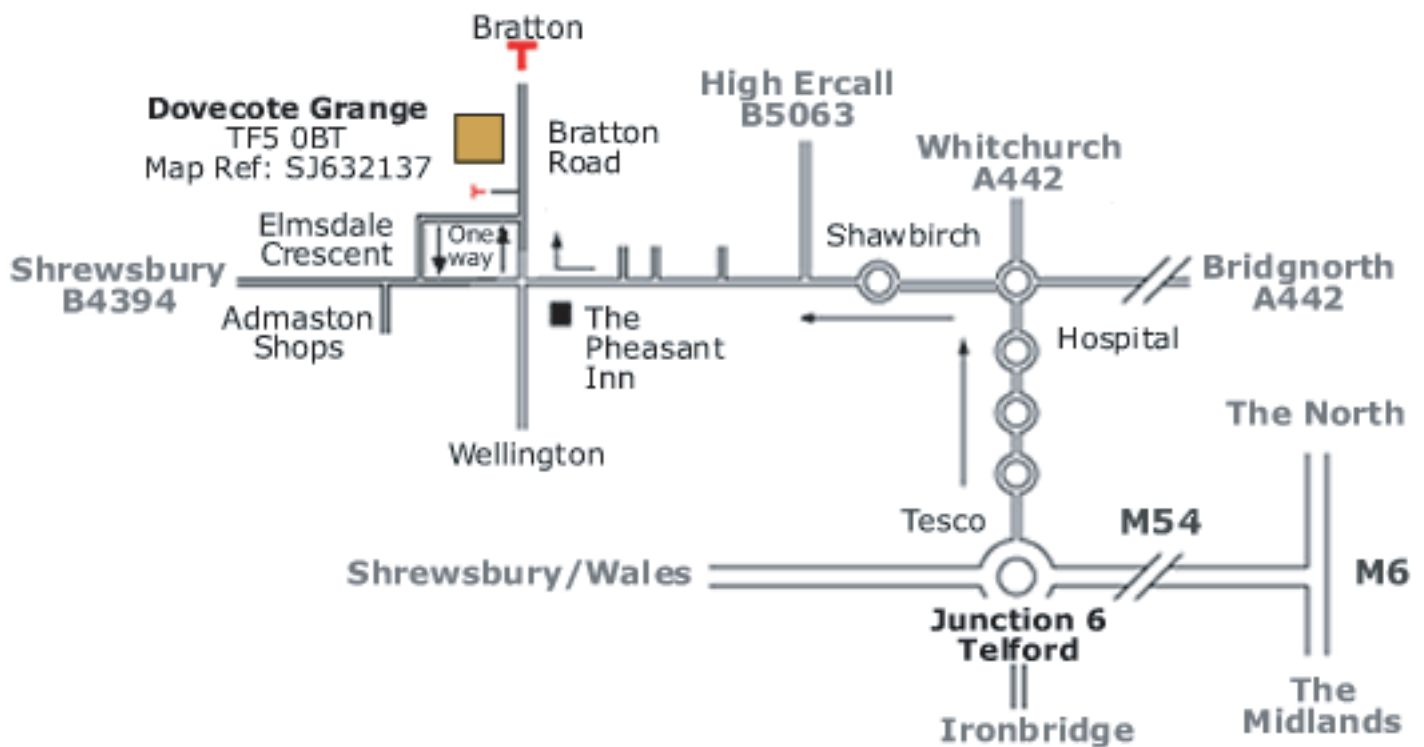 Bratton
Dovecote Grange
TF5 0BT
Map Ref: SJ632137
Bratton
Road
High Ercall
B5063
Whitchurch
A442
Elmsdale
Crescent
One
way
Shawbirch
Shrewsbury
B4394
Bridgnorth
A442
Admaston
Shops
The
Pheasant
Inn
Hospital
Wellington
The North
Tesco
M54
Shrewsbury/Wales
M6
Junction 6
Telford
The
Midlands
Ironbridge